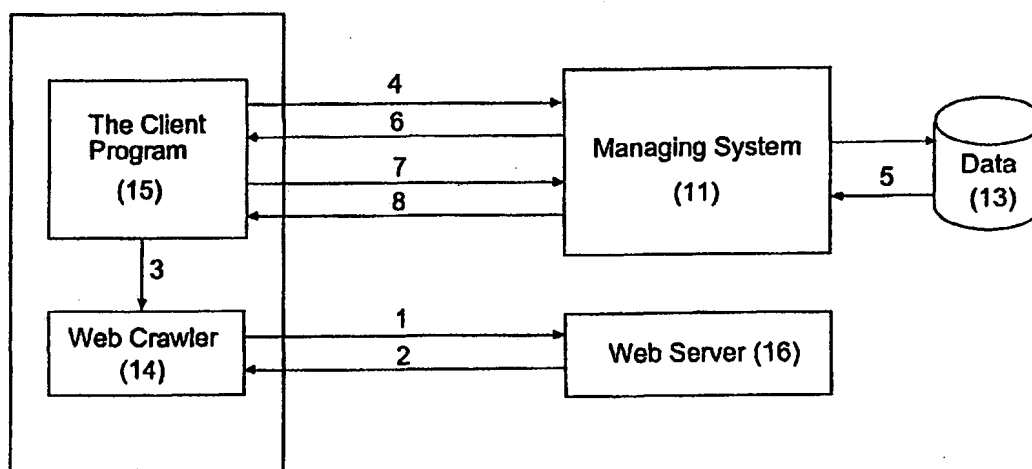 The Client
Program
(15)
4
6
7
8
Managing System
(11)
5
Data
(13)
3
Web Crawler
(14)
1
2
Web Server (16)